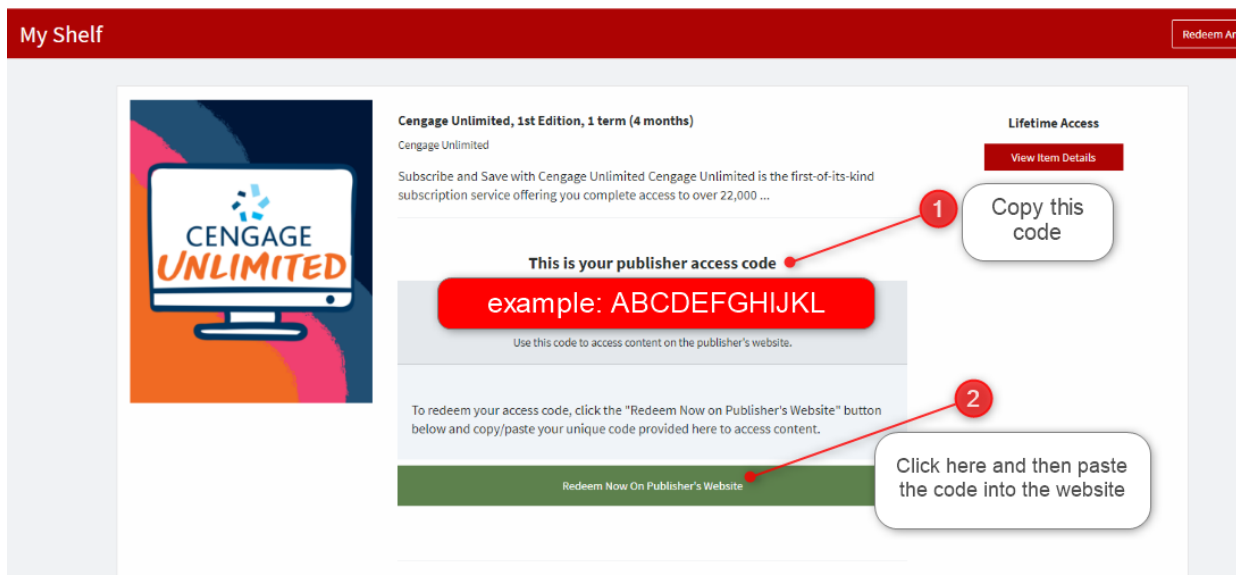 My Shelf
Redeem
Cengage Unlimited, 1st Edition, 1 term (4 months)
Cengage Unlimited
Subscribe and Save with Cengage Unlimited Cengage Unlimited is the first-of-its-kind
subscription service offering you complete access to over 22,000 ...
Lifetime Access
View Item Details
1
Copy this
code
CENGAGE
UNLIMITED
This is your publisher access code
example: ABCDEFGHIJKL
Use this code to access content on the publisher's website.
To redeem your access code, click the "Redeem Now on Publisher's Website" button
below and copy/paste your unique code provided here to access content.
2
Click here and then paste
the code into the website
Redeem Now On Publisher's Website